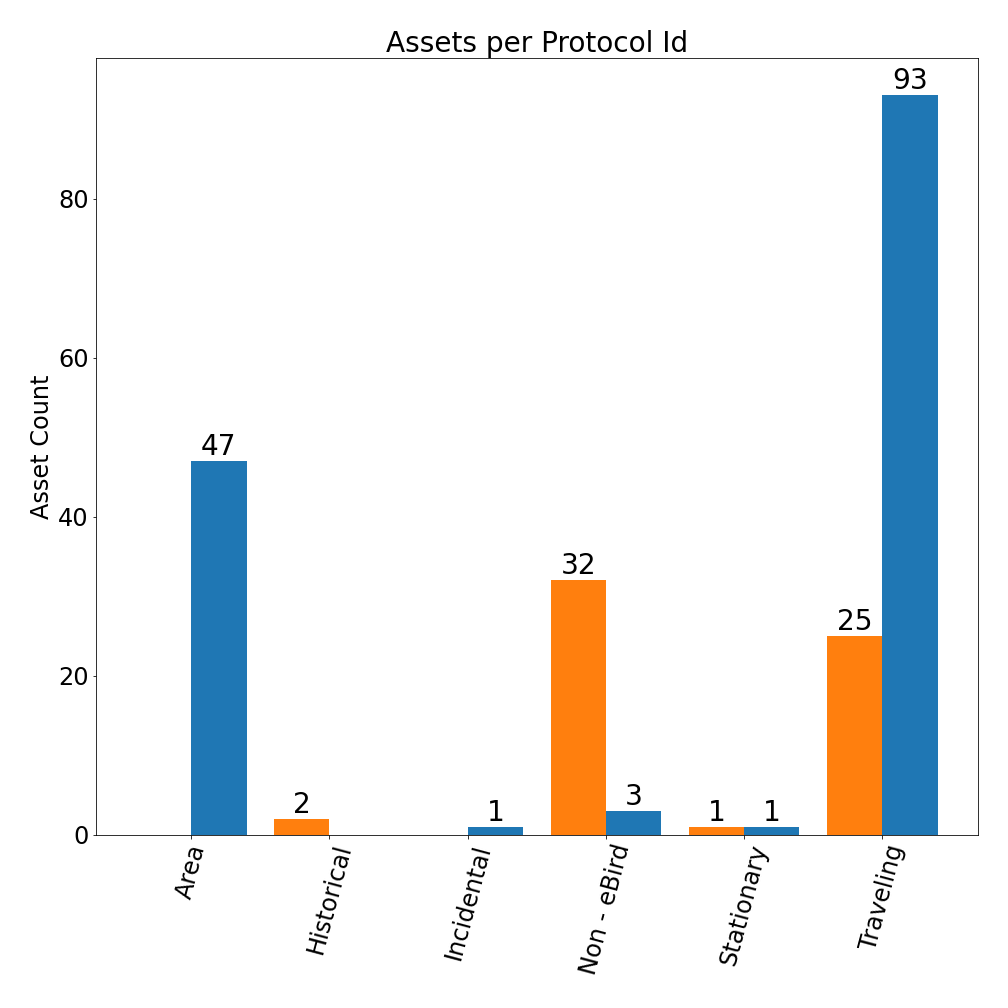 Assets per Protocol Id
93
80
60
47
Asset Count
40
32
25
20
3
2
1
1
1
0
Area
Historical
Incidental
Non - eBird
Stationary
Traveling